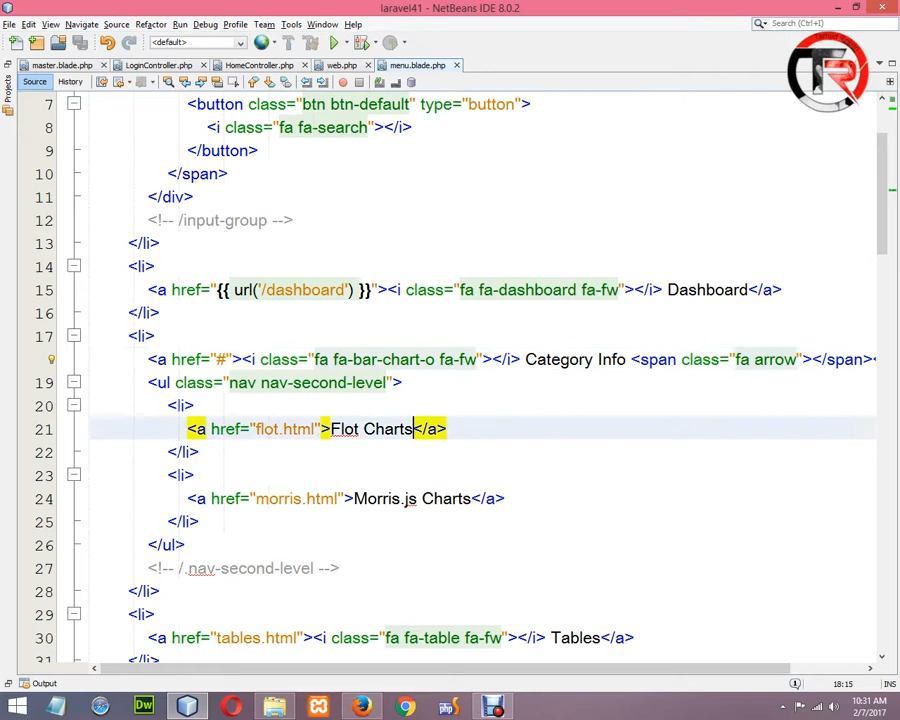 laravel41 - NetBeans IDE 8.0.2
File Edit View Navigate Source Refactor Run Debug Profile Team Tools Window Help
Search (Ctrl+I)
<default>
master.blade.php LoginController.php HomeController.php web.php menu.blade.php
TR
Source History
Projects
7 <button class="btn btn-default" type="button">
8 <i class="fa fa-search"></i>
9 </button>
10 </span>
11 </div>
12 <!-- /input-group -->
13 </li>
14 <li>
15 <a href="{{ url('/dashboard') }}"><i class="fa fa-dashboard fa-fw"></i> Dashboard</a>
16 </li>
17 <li>
<a href="#"><i class="fa fa-bar-chart-o fa-fw"></i> Category Info <span class="fa arrow"></span><
19 <ul class="nav nav-second-level">
20 <li>
21 <a href="flot.html">Flot Charts</a>
22 </li>
23 <li>
24 <a href="morris.html">Morris.js Charts</a>
25 </li>
26 </ul>
27 <!-- /.nav-second-level -->
28 </li>
29 <li>
30 <a href="tables.html"><i class="fa fa-table fa-fw"></i> Tables</a>
31 </li>
Output
18:15 INS
Dw
10:31 AM
2/7/2017